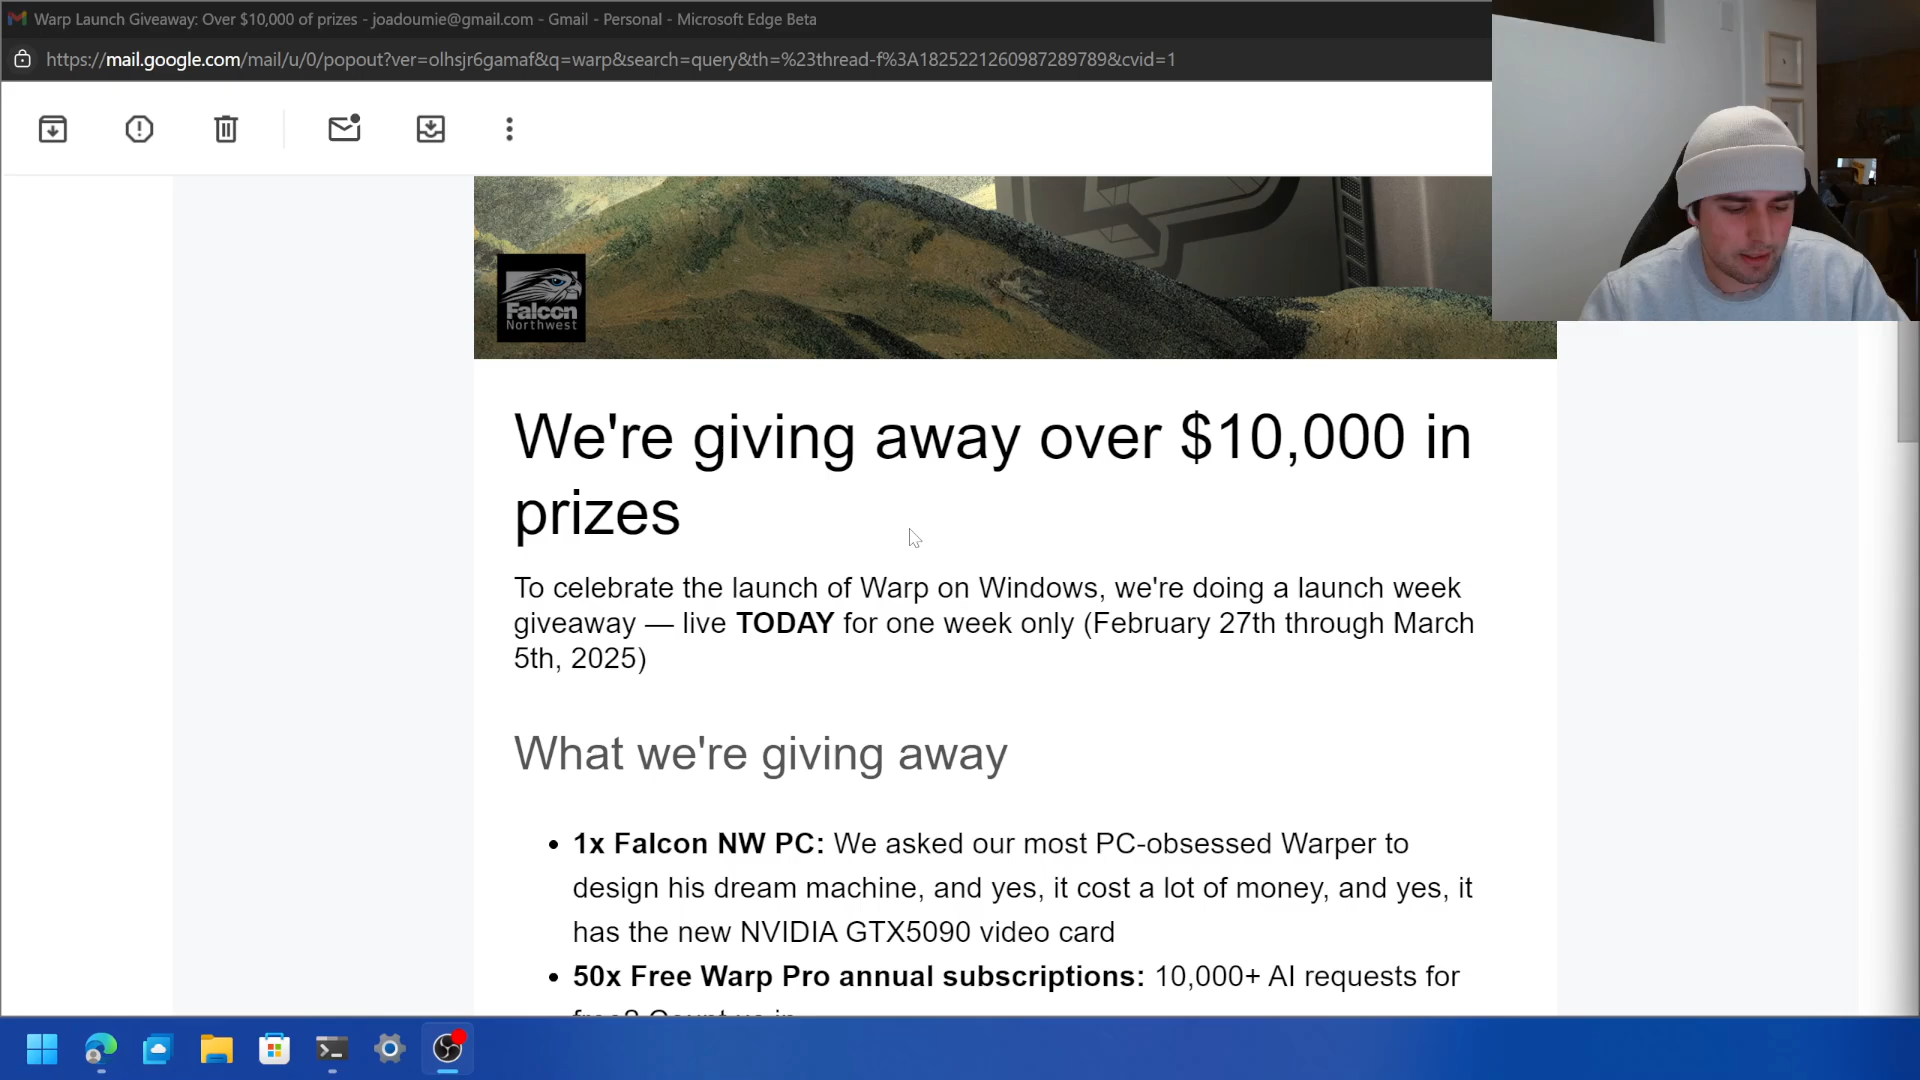 Warp Launch Giveaway: Over $10,000 of prizes - joadoumie@gmail.com - Gmail - Personal - Microsoft Edge Beta
https://mail.google.com/mail/u/0/popout?ver=olhsjr6gamaf&q=warp&search=query&th=%23thread-f%3A1825221260987289789&cvid=1
Falcon
Northwest
We're giving away over $10,000 in
prizes
To celebrate the launch of Warp on Windows, we're doing a launch week
giveaway — live TODAY for one week only (February 27th through March
5th, 2025)
What we're giving away
• 1x Falcon NW PC: We asked our most PC-obsessed Warper to
design his dream machine, and yes, it cost a lot of money, and yes, it
has the new NVIDIA GTX5090 video card
• 50x Free Warp Pro annual subscriptions: 10,000+ AI requests for
free? Count us in